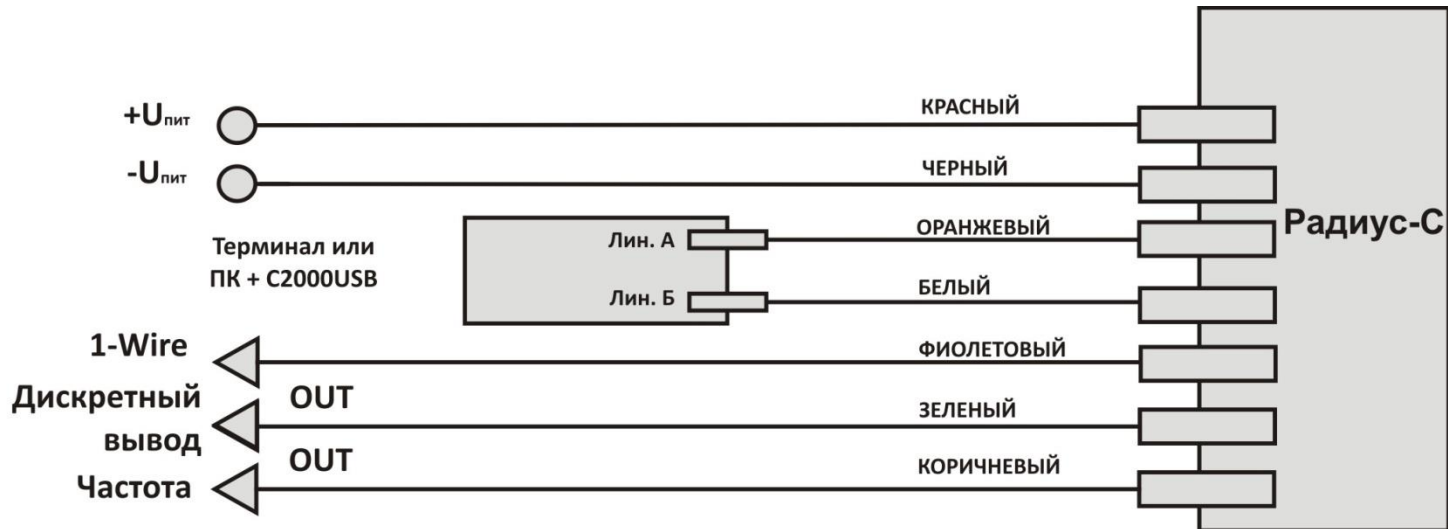 КРАСНЫЙ
+Uпит
ЧЕРНЫЙ
-Uпит
Радиус-С
ОРАНЖЕВЫЙ
Терминал или
ПК + С2000USB
Лин. А
БЕЛЫЙ
Лин. Б
1-Wire
ФИОЛЕТОВЫЙ
Дискретный
вывод
OUT
ЗЕЛЕНЫЙ
OUT
Частота
КОРИЧНЕВЫЙ